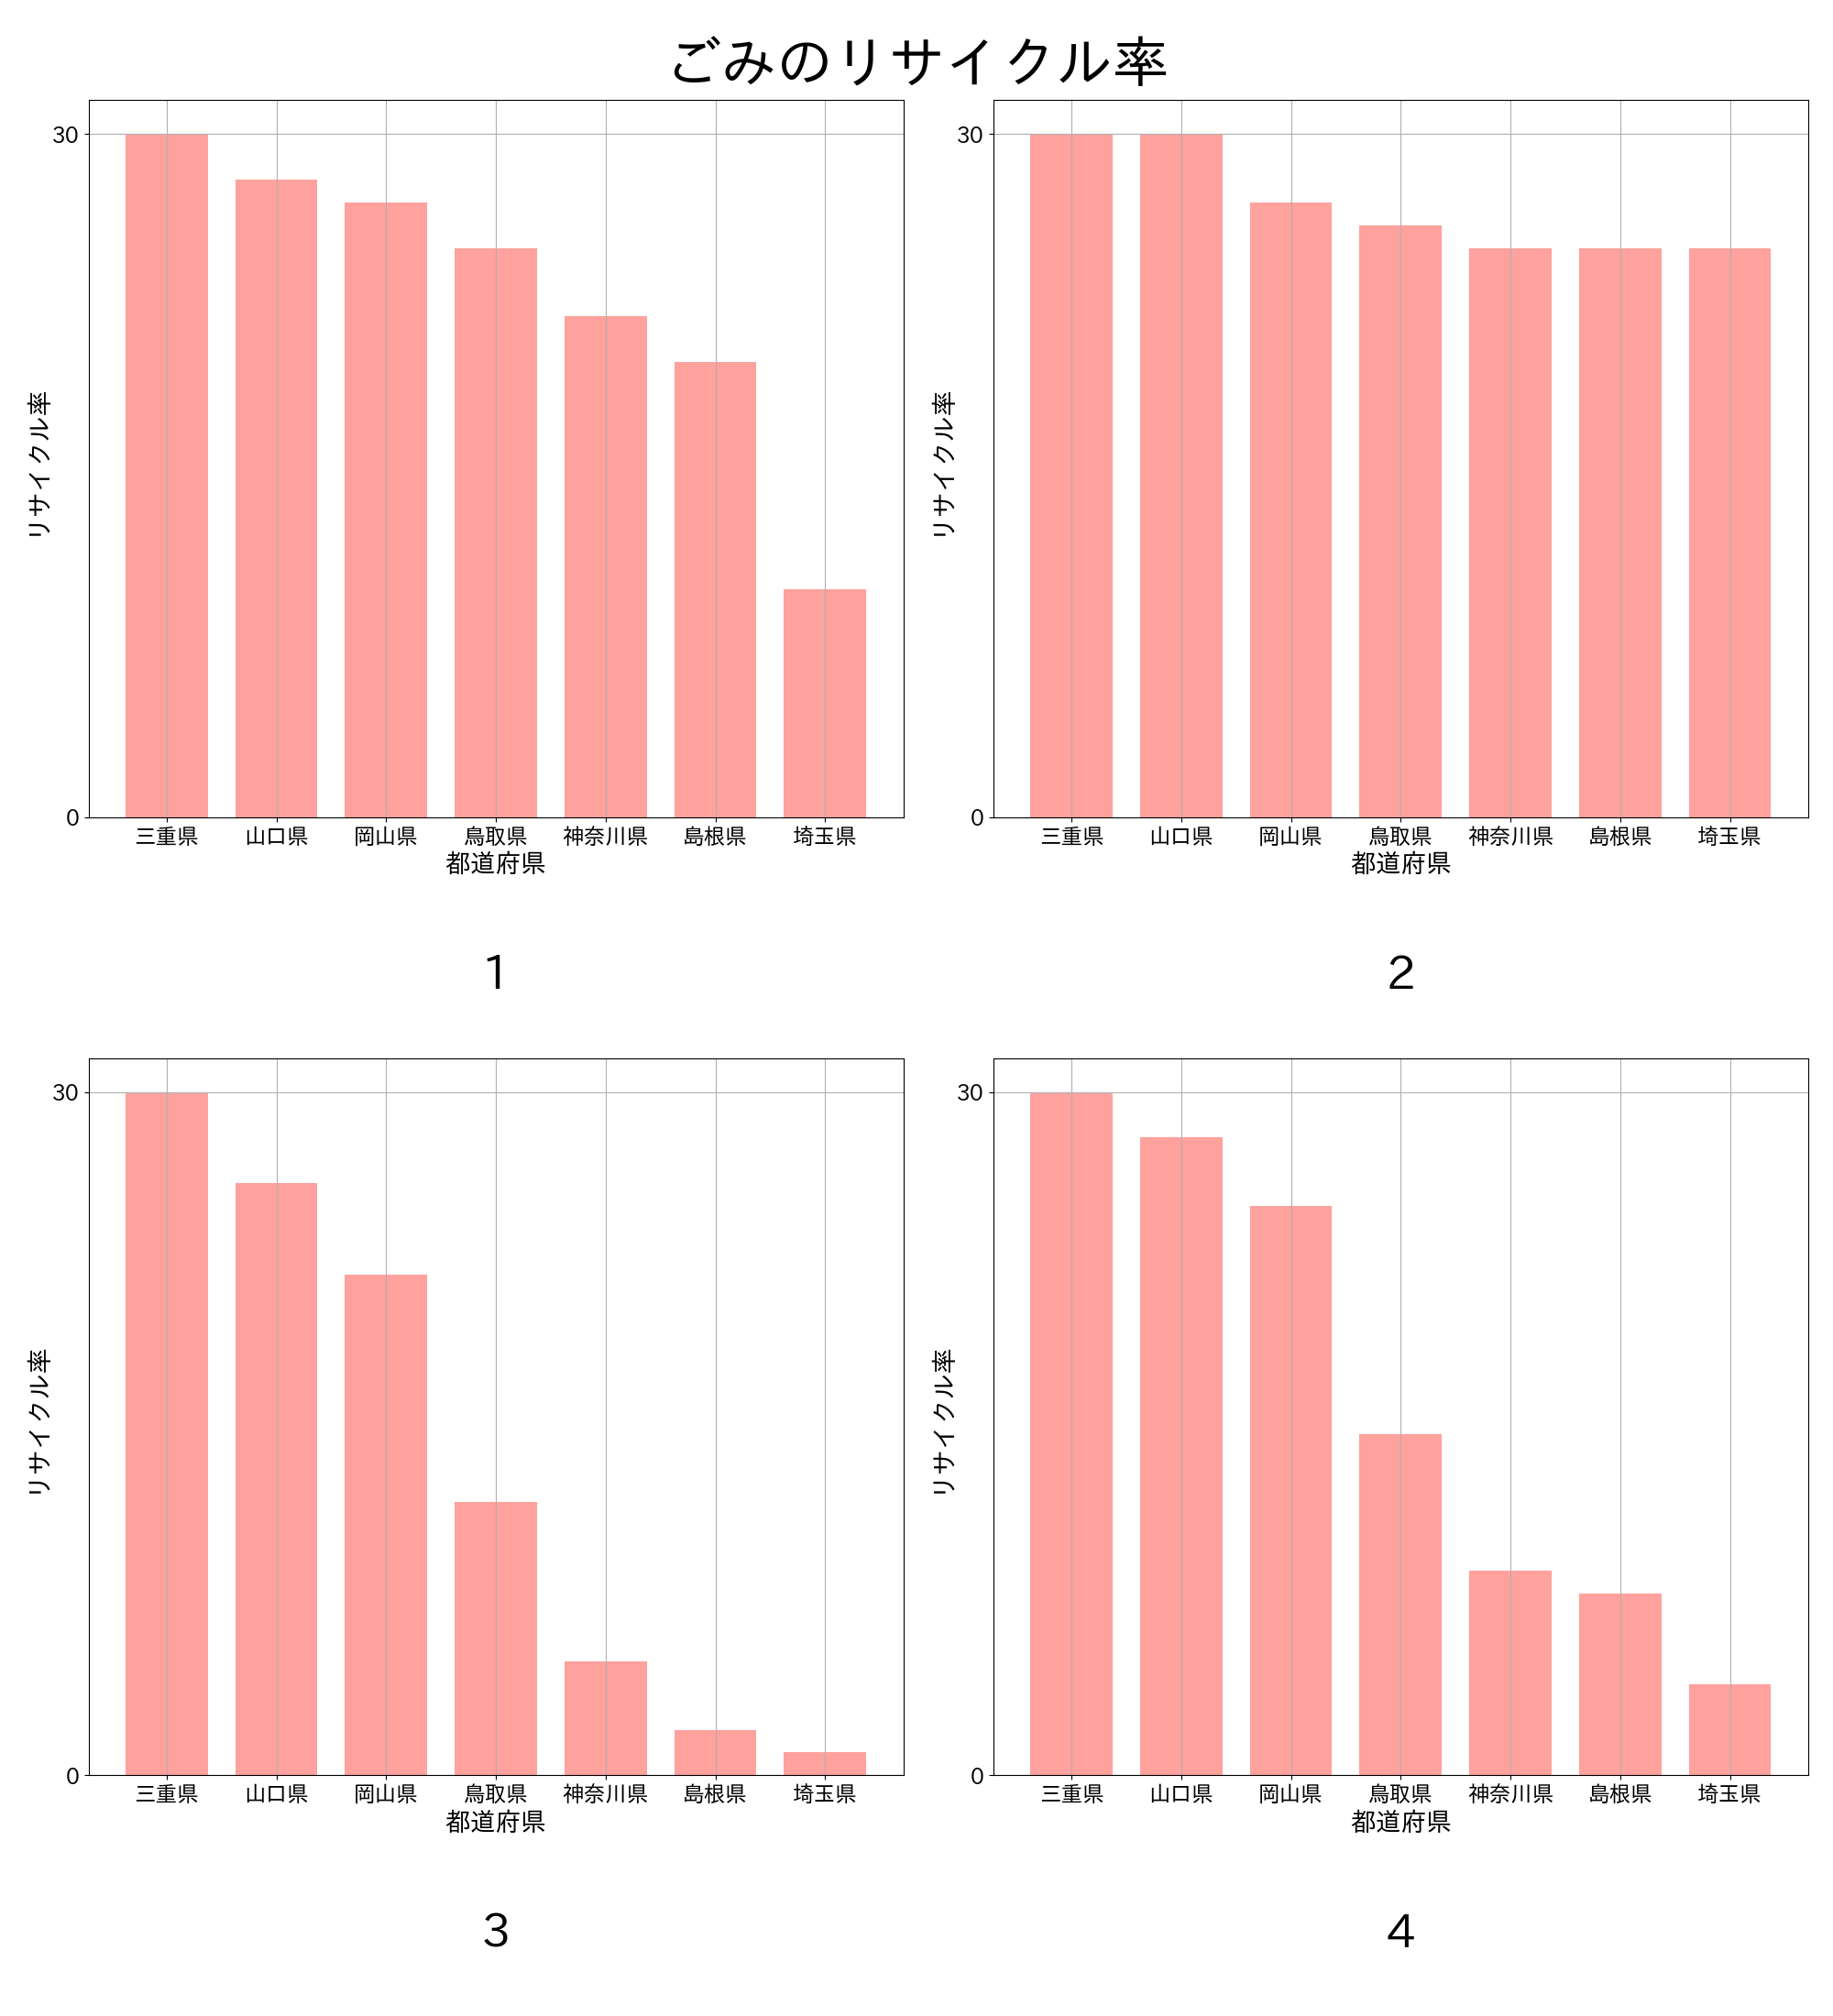 ごみのリサイクル率
30
0
リサイクル率
三重県 山口県 岡山県 鳥取県 神奈川県 島根県 埼玉県
都道府県
1
30
0
リサイクル率
三重県 山口県 岡山県 鳥取県 神奈川県 島根県 埼玉県
都道府県
2
30
0
リサイクル率
三重県 山口県 岡山県 鳥取県 神奈川県 島根県 埼玉県
都道府県
3
30
0
リサイクル率
三重県 山口県 岡山県 鳥取県 神奈川県 島根県 埼玉県
都道府県
4